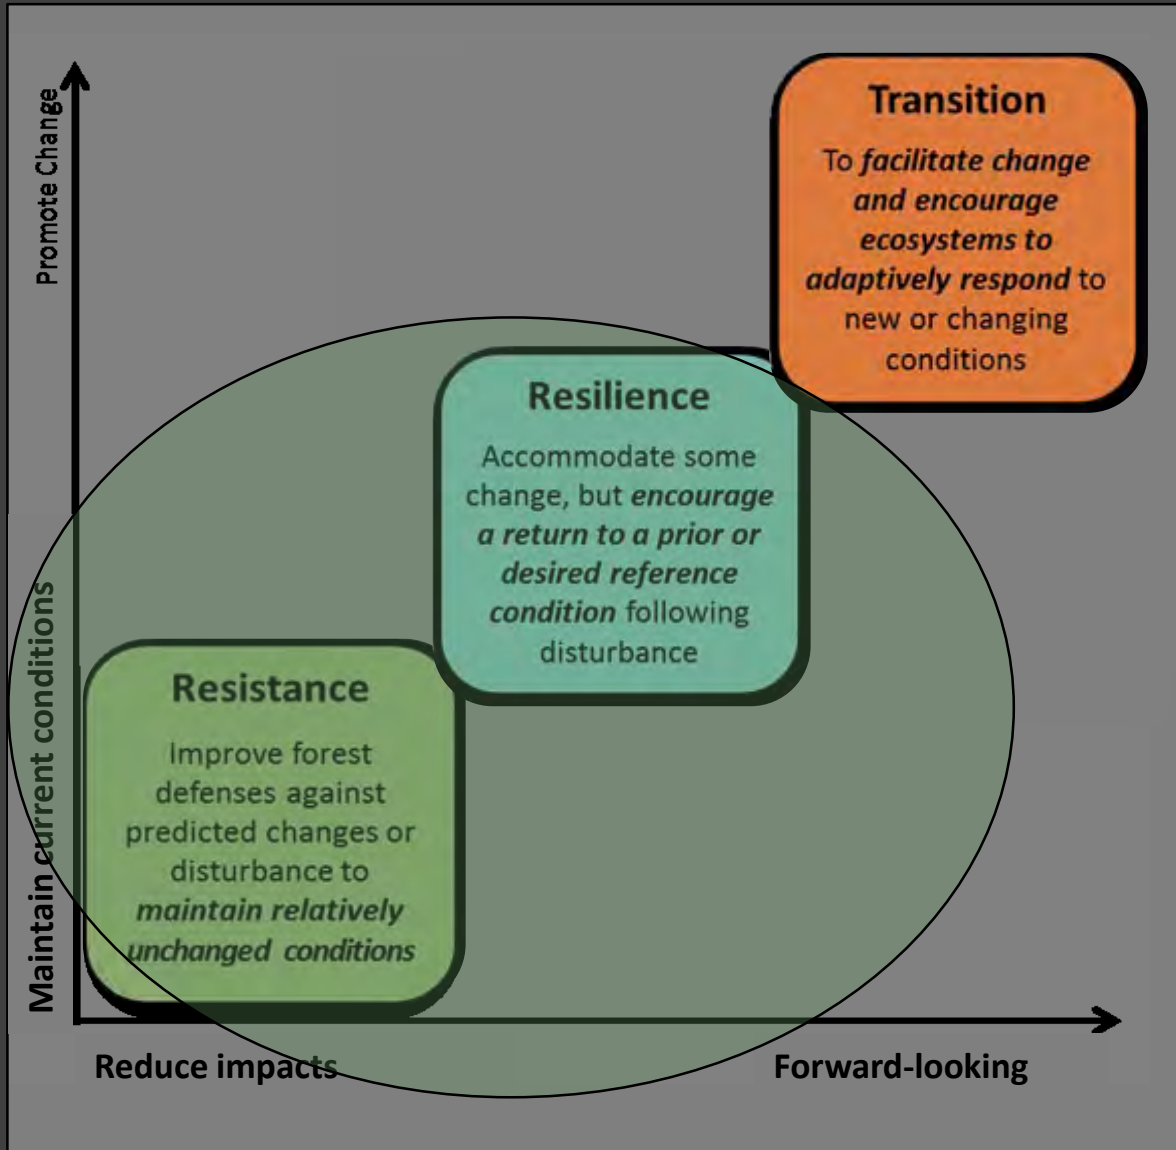 Promote Change
Maintain current conditions
Transition
To facilitate change
and encourage
ecosystems to
adaptively respond to
new or changing
conditions
Resilience
Accommodate some
change, but encourage
a return to a prior or
desired reference
condition following
disturbance
Resistance
Improve forest
defenses against
predicted changes or
disturbance to
maintain relatively
unchanged conditions
Reduce impacts
Forward-looking